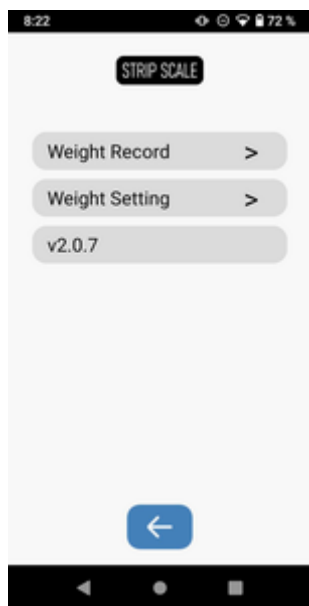 8:22 72 %
STRIP SCALE
Weight Record >
Weight Setting >
v2.0.7